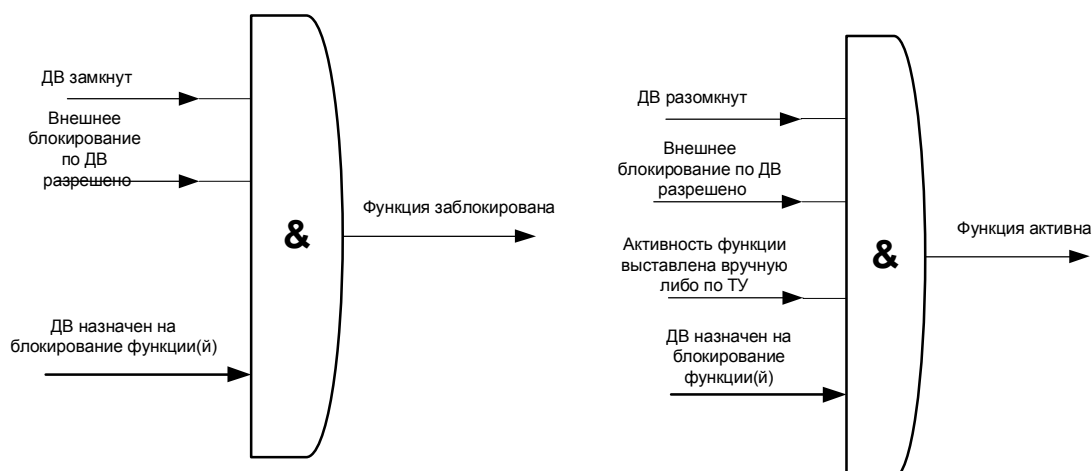 ДВ замкнут
Внешнее
блокирование
по ДВ
разрешено
ДВ назначен на
блокирование функции(й)
&
Функция заблокирована
ДВ разомкнут
Внешнее
блокирование по ДВ
разрешено
Активность функции
выставлена вручную
либо по ТУ
ДВ назначен на
блокирование
функции(й)
&
Функция активна